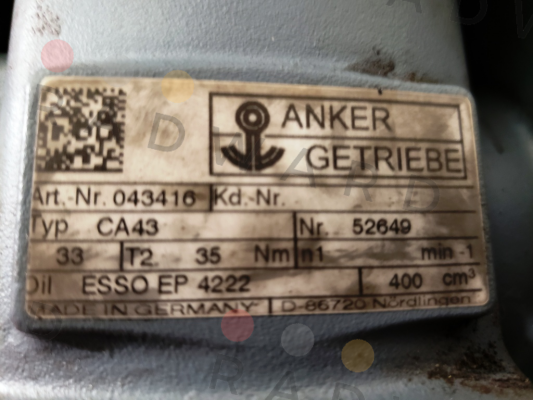 ANKER
GETRIEBE
Art.-Nr. 043416 Kd.-Nr.
Typ CA43 Nr. 52649
33 T2 35 Nm n1 min -1
Oil ESSO EP 4222 400 cm³
MADE IN GERMANY D-86720 Nördlingen